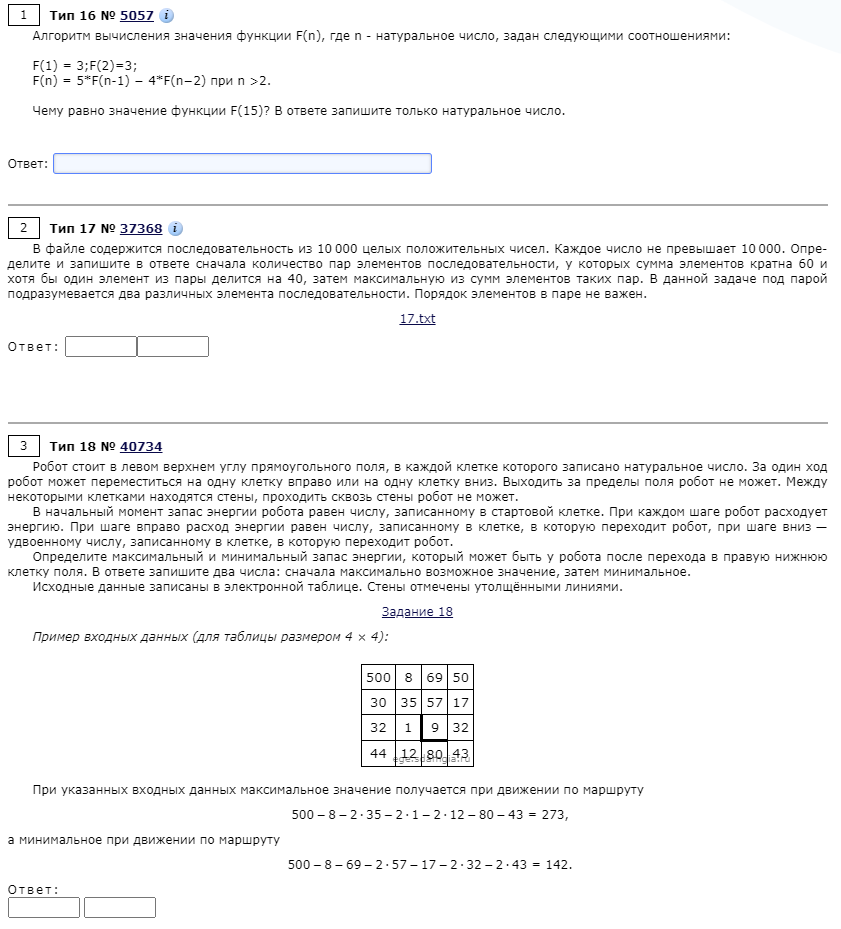 1 Тип 16 № 5057 i
Алгоритм вычисления значения функции F(n), где n - натуральное число, задан следующими соотношениями:
F(1) = 3;F(2)=3;
F(n) = 5*F(n-1) − 4*F(n−2) при n >2.
Чему равно значение функции F(15)? В ответе запишите только натуральное число.
Ответ:
2 Тип 17 № 37368 i
В файле содержится последовательность из 10 000 целых положительных чисел. Каждое число не превышает 10 000. Опре-
делите и запишите в ответе сначала количество пар элементов последовательности, у которых сумма элементов кратна 60 и
хотя бы один элемент из пары делится на 40, затем максимальную из сумм элементов таких пар. В данной задаче под парой
подразумевается два различных элемента последовательности. Порядок элементов в паре не важен.
17.txt
Ответ:
3 Тип 18 № 40734
Робот стоит в левом верхнем углу прямоугольного поля, в каждой клетке которого записано натуральное число. За один ход
робот может переместиться на одну клетку вправо или на одну клетку вниз. Выходить за пределы поля робот не может. Между
некоторыми клетками находятся стены, проходить сквозь стены робот не может.
В начальный момент запас энергии робота равен числу, записанному в стартовой клетке. При каждом шаге робот расходует
энергию. При шаге вправо расход энергии равен числу, записанному в клетке, в которую переходит робот, при шаге вниз —
удвоенному числу, записанному в клетке, в которую переходит робот.
Определите максимальный и минимальный запас энергии, который может быть у робота после перехода в правую нижнюю
клетку поля. В ответе запишите два числа: сначала максимально возможное значение, затем минимальное.
Исходные данные записаны в электронной таблице. Стены отмечены утолщёнными линиями.
Задание 18
Пример входных данных (для таблицы размером 4 × 4):
500 8 69 50
30 35 57 17
32 1 9 32
44 12 80 43
ege.sdamgia.ru
При указанных входных данных максимальное значение получается при движении по маршруту
500 − 8 − 2 · 35 − 2 · 1 − 2 · 12 − 80 − 43 = 273,
а минимальное при движении по маршруту
500 − 8 − 69 − 2 · 57 − 17 − 2 · 32 − 2 · 43 = 142.
Ответ: